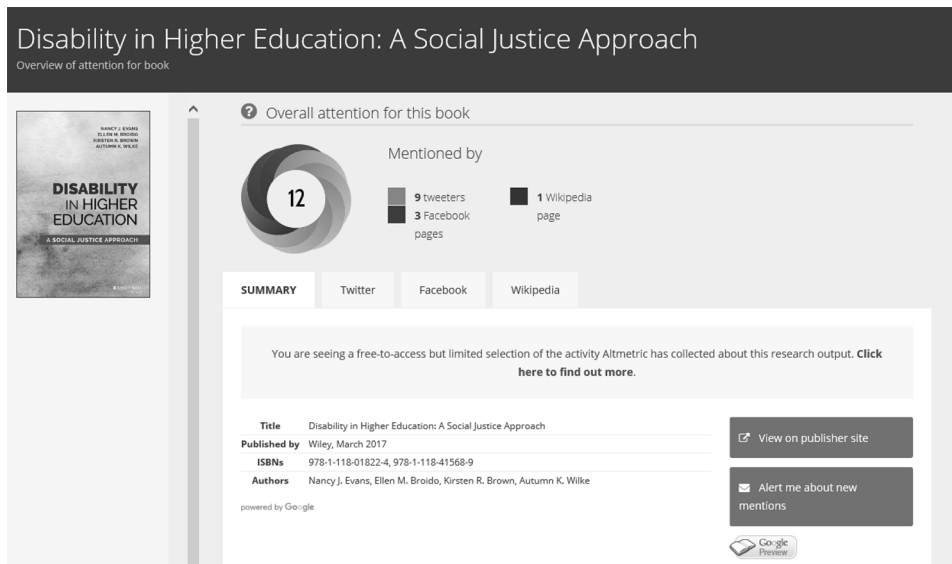 Disability in Higher Education: A Social Justice Approach
Overview of attention for book
NANCY J. EVANS
ELLEN M. BROIDO
KIRSTEN R. BROWN
AUTUMN K. WILKE
DISABILITY
IN HIGHER
EDUCATION
A SOCIAL JUSTICE APPROACH
? Overall attention for this book
12
Mentioned by
9 tweeters
3 Facebook
pages
1 Wikipedia
page
SUMMARY Twitter Facebook Wikipedia
You are seeing a free-to-access but limited selection of the activity Altmetric has collected about this research output. Click
here to find out more.
Title Disability in Higher Education: A Social Justice Approach
Published by Wiley, March 2017
ISBNs 978-1-118-01822-4, 978-1-118-41568-9
Authors Nancy J. Evans, Ellen M. Broido, Kirsten R. Brown, Autumn K. Wilke
powered by Google
View on publisher site
Alert me about new
mentions
Google
Preview